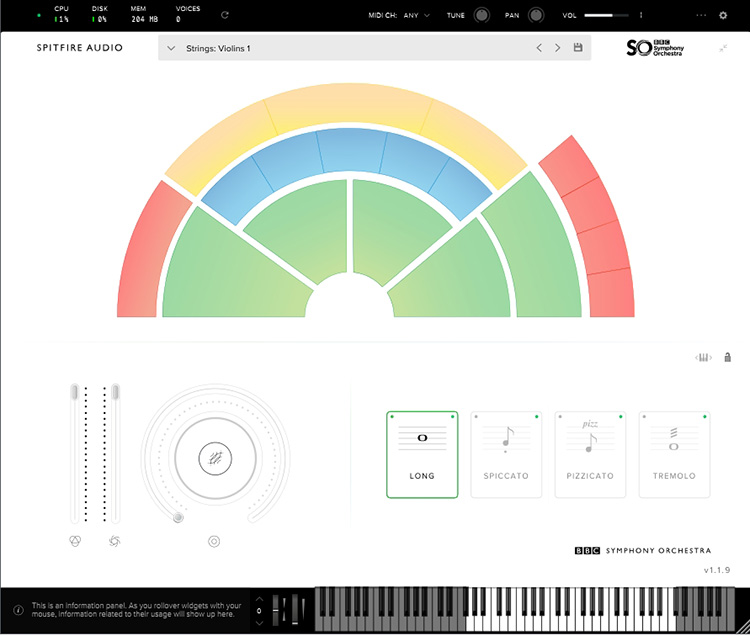 CPU DISK MEM VOICES
1% 0% 204 MB 0
MIDI CH: ANY TUNE PAN VOL
SPITFIRE AUDIO
Strings: Violins 1
SO BBC Symphony Orchestra
pizz
LONG SPICCATO PIZZICATO TREMOLO
BBC SYMPHONY ORCHESTRA
v1.1.9
This is an information panel. As you rollover widgets with your
mouse, information related to their usage will show up here.
0